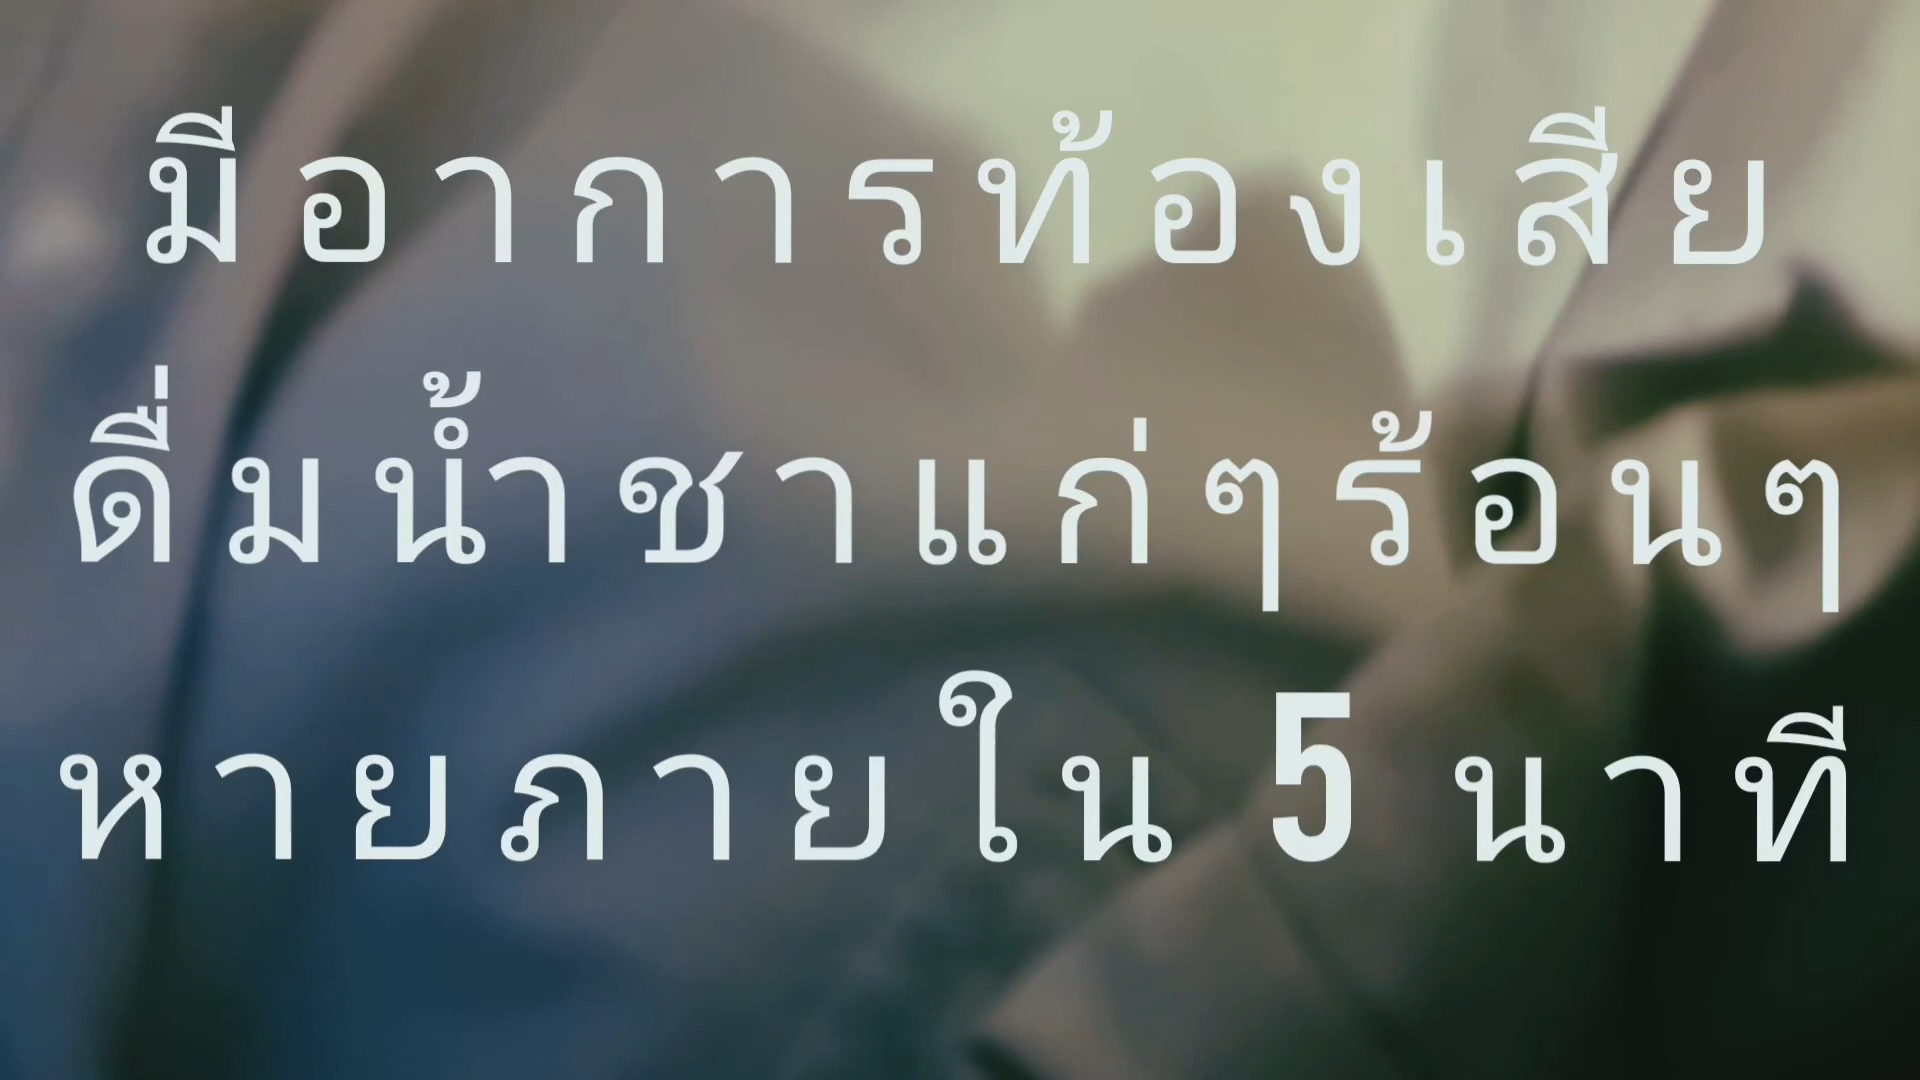 มีอาการท้องเสีย
ดื่มน้ำชาแก่ๆร้อนๆ
หายภายใน 5 นาที